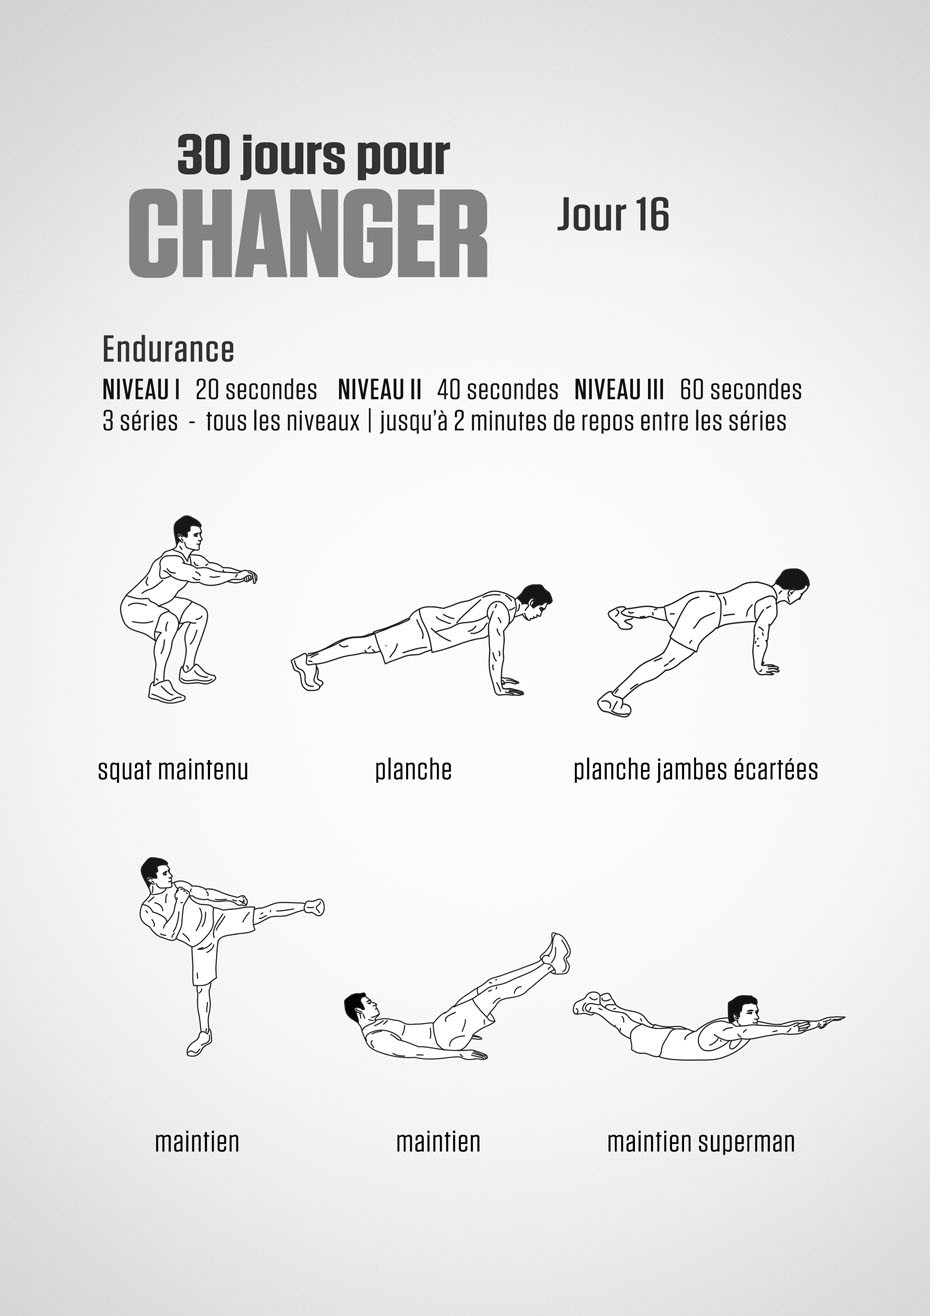 30 jours pour
CHANGER
Jour 16
Endurance
NIVEAU I 20 secondes NIVEAU II 40 secondes NIVEAU III 60 secondes
3 séries - tous les niveaux | jusqu'à 2 minutes de repos entre les séries
squat maintenu
planche
planche jambes écartées
maintien
maintien
maintien superman